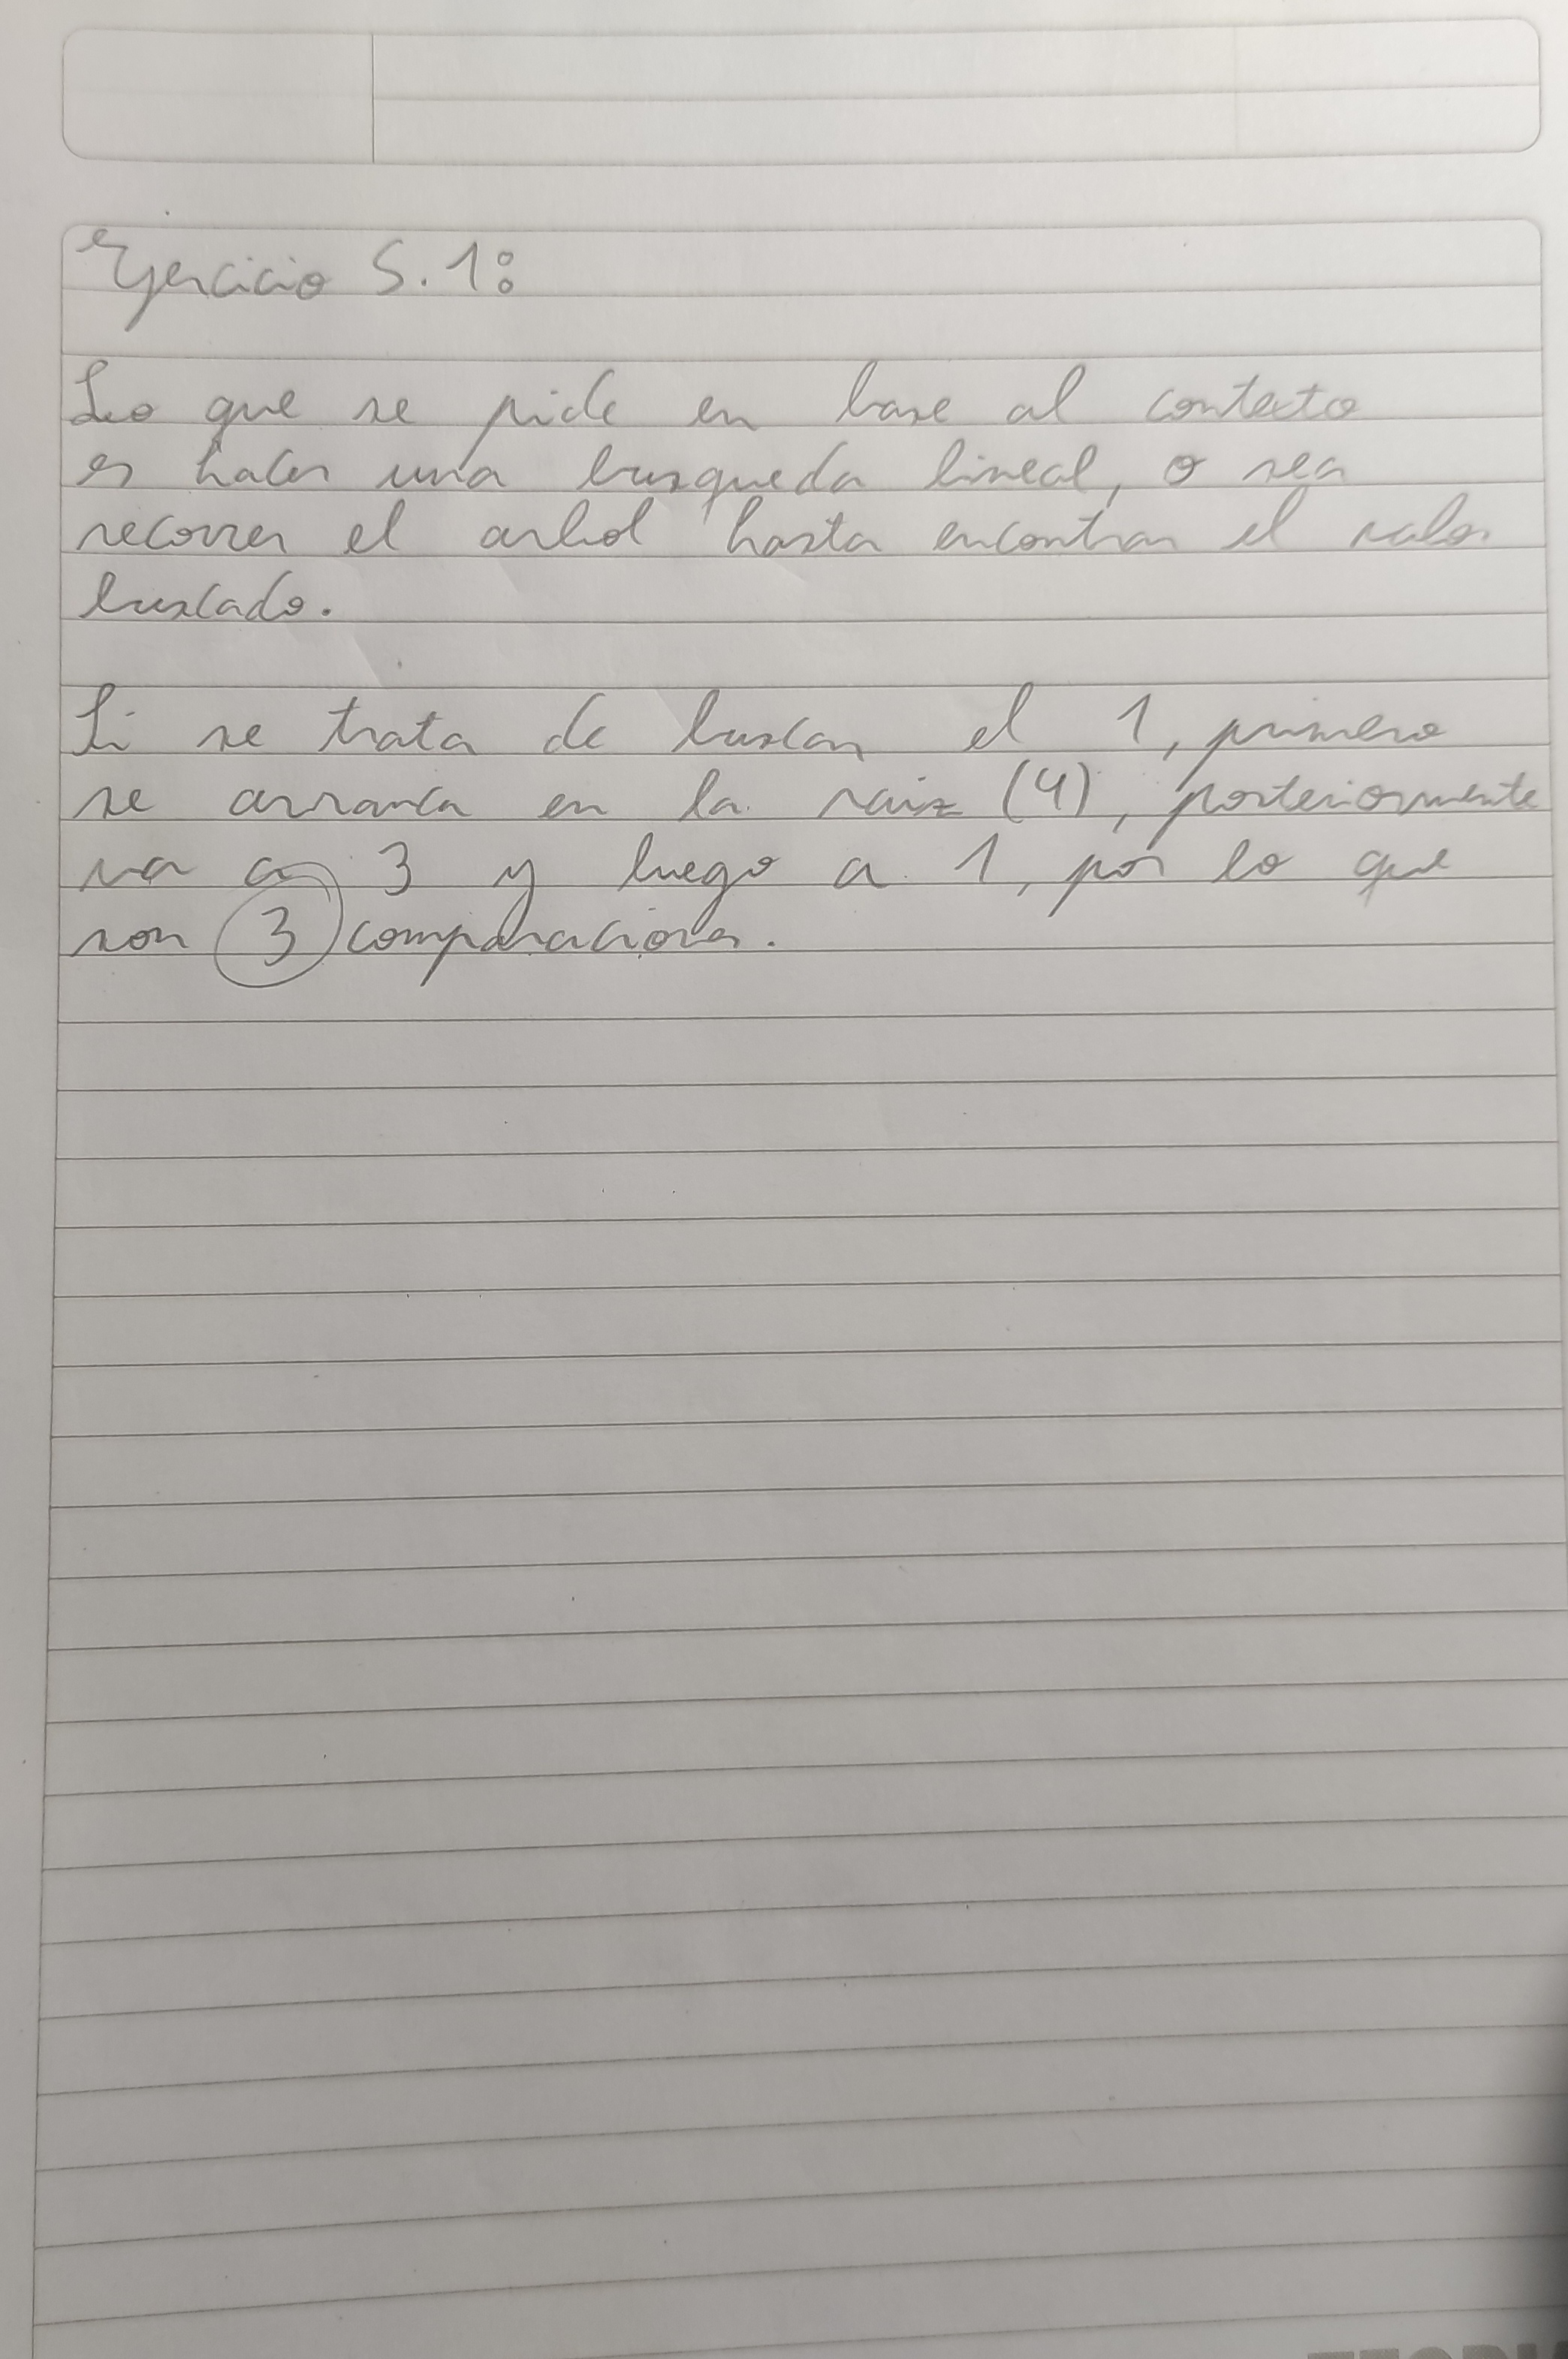 Ejercicio 5.1:
Lo que se pide en base al contexto
es hacer una busqueda lineal, o sea
recorrer el arbol hasta encontrar el valor
buscado.
Si se trata de buscar el 1, primero
se arranca en la raiz (4), posteriormente
va a 3 y luego a 1, por lo que
son 3 comparaciones.